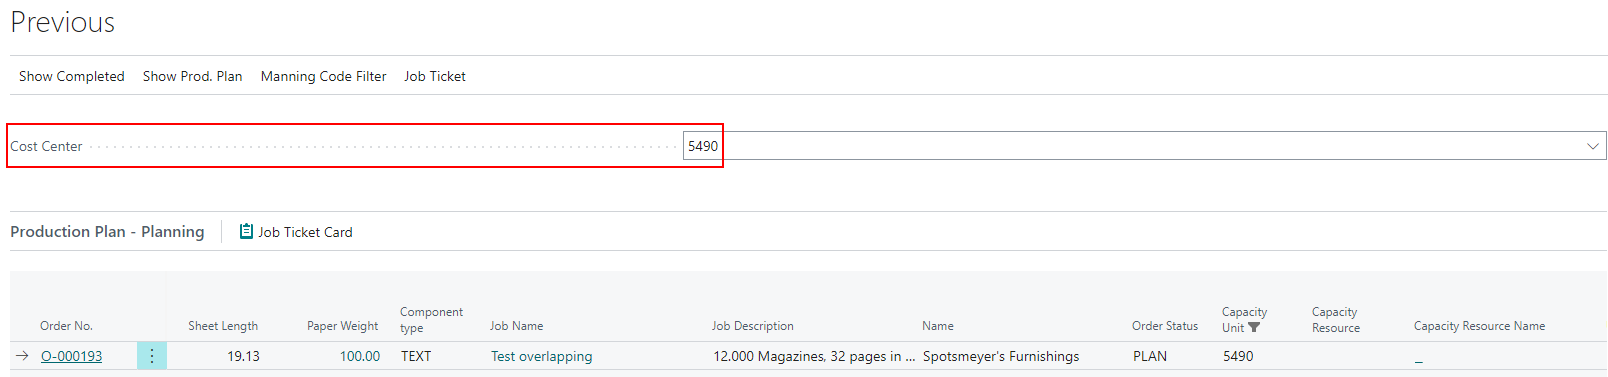 Previous
Show Completed Show Prod. Plan Manning Code Filter Job Ticket
Cost Center 5490
Production Plan - Planning Job Ticket Card
Order No. Sheet Length Paper Weight Component type Job Name Job Description Name Order Status Capacity Unit Capacity Resource Capacity Resource Name
O-000193 19.13 100.00 TEXT Test overlapping 12.000 Magazines, 32 pages in ... Spotsmeyer's Furnishings PLAN 5490 _